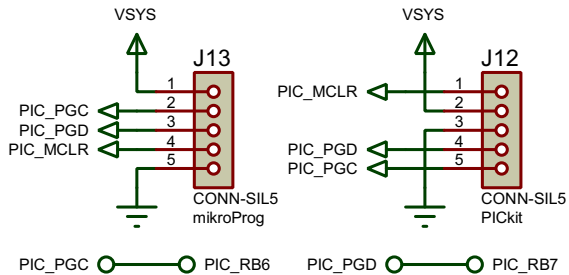 VSYS
J13
1
PIC_PGC
2
PIC_PGD
3
PIC_MCLR
4
5
CONN-SIL5
mikroProg
VSYS
J12
PIC_MCLR
1
2
3
PIC_PGD
4
PIC_PGC
5
CONN-SIL5
PICkit
PIC_PGC PIC_RB6
PIC_PGD PIC_RB7